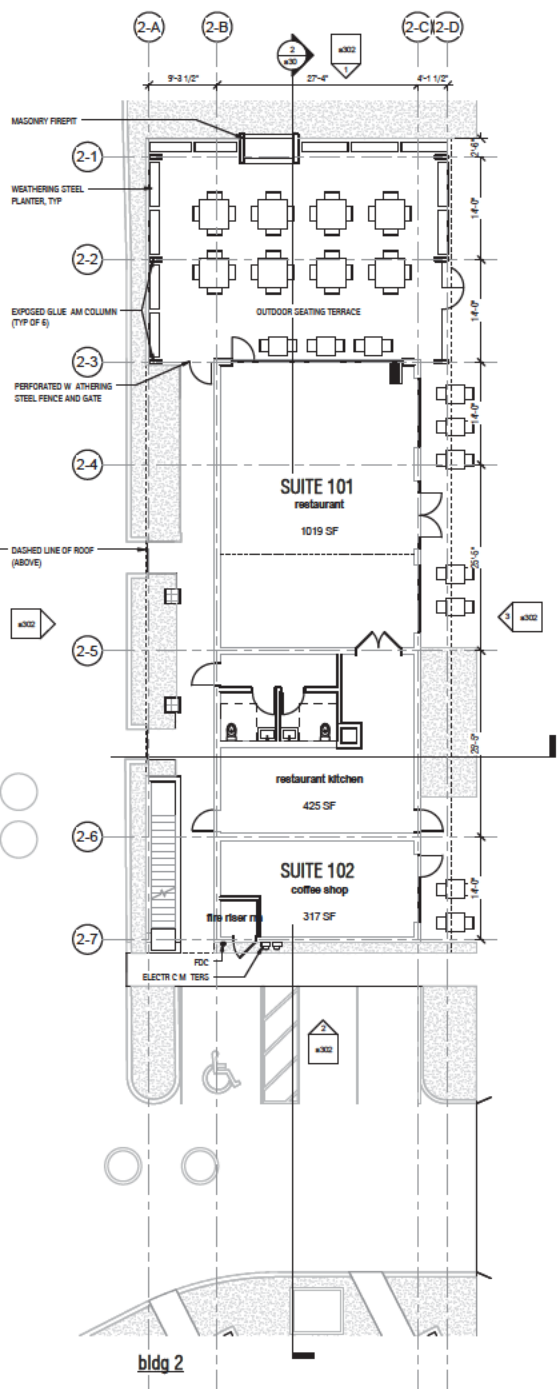 2-A
2-B
2-C
2-D
2
a30
a302
1
9'-3 1/2"
27'-4"
4'-1 1/2"
MASONRY FIREPIT
2-1
2'-6"
WEATHERING STEEL
PLANTER, TYP
14'-0"
2-2
EXPOSED GLUE AM COLUMN
(TYP OF 6)
OUTDOOR SEATING TERRACE
14'-0"
2-3
PERFORATED W ATHERING
STEEL FENCE AND GATE
14'-0"
2-4
SUITE 101
restaurant
1019 SF
DASHED LINE OF ROOF
(ABOVE)
25'-5"
a302
3
a302
2-5
restaurant kitchen
425 SF
25'-5"
2-6
SUITE 102
coffee shop
317 SF
14'-0"
fire riser rm
2-7
FDC
ELECTR C M TERS
2
a302
bldg 2